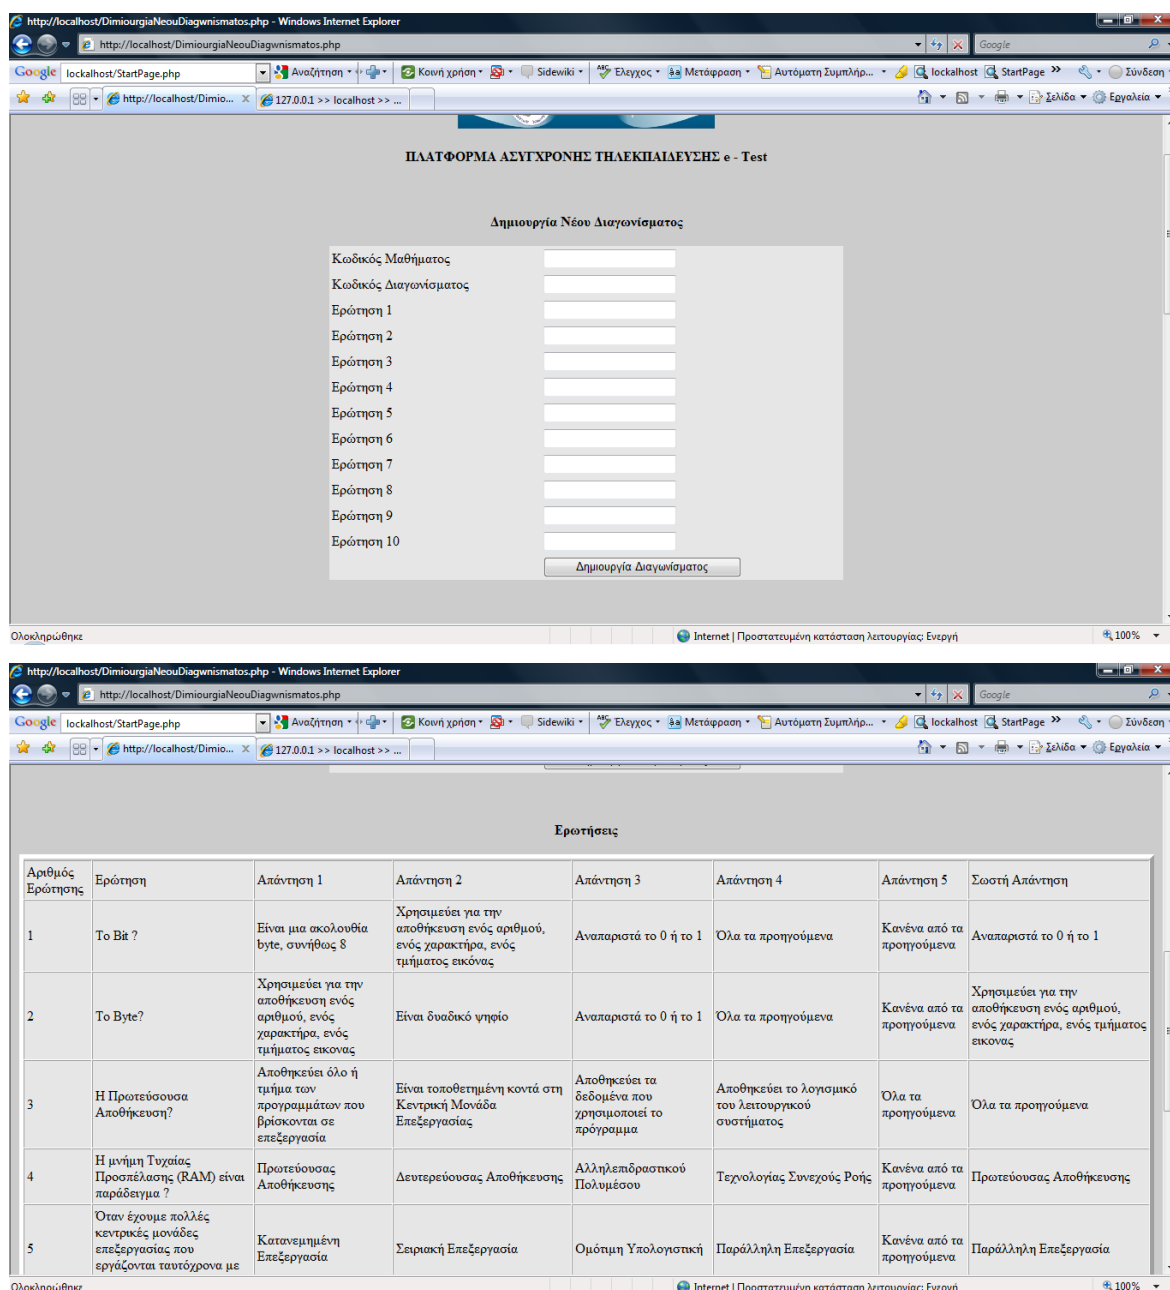 http://localhost/DimiourgiaNeouDiagwnismatos.php - Windows Internet Explorer
http://localhost/DimiourgiaNeouDiagwnismatos.php
Google
Google lockalhost/StartPage.php Αναζήτηση Κοινή χρήση Sidewiki Έλεγχος Μετάφραση Αυτόματη Συμπλήρ... lockalhost StartPage >> Σύνδεση
http://localhost/Dimio... X 127.0.0.1 >> localhost >> ... Σελίδα Εργαλεία
ΠΛΑΤΦΟΡΜΑ ΑΣΥΓΧΡΟΝΗΣ ΤΗΛΕΚΠΑΙΔΕΥΣΗΣ e - Test
Δημιουργία Νέου Διαγωνίσματος
Κωδικός Μαθήματος
Κωδικός Διαγωνίσματος
Ερώτηση 1
Ερώτηση 2
Ερώτηση 3
Ερώτηση 4
Ερώτηση 5
Ερώτηση 6
Ερώτηση 7
Ερώτηση 8
Ερώτηση 9
Ερώτηση 10
Δημιουργία Διαγωνίσματος
Ολοκληρώθηκε Internet | Προστατευμένη κατάσταση λειτουργίας: Ενεργή 100%
http://localhost/DimiourgiaNeouDiagwnismatos.php - Windows Internet Explorer
http://localhost/DimiourgiaNeouDiagwnismatos.php
Google
Google lockalhost/StartPage.php Αναζήτηση Κοινή χρήση Sidewiki Έλεγχος Μετάφραση Αυτόματη Συμπλήρ... lockalhost StartPage >> Σύνδεση
http://localhost/Dimio... X 127.0.0.1 >> localhost >> ... Σελίδα Εργαλεία
Ερωτήσεις
Αριθμός
Ερώτησης
Ερώτηση
Απάντηση 1
Απάντηση 2
Απάντηση 3
Απάντηση 4
Απάντηση 5
Σωστή Απάντηση
1
Το Bit ?
Είναι μια ακολουθία
byte, συνήθως 8
Χρησιμεύει για την
αποθήκευση ενός αριθμού,
ενός χαρακτήρα, ενός
τμήματος εικόνας
Αναπαριστά το 0 ή το 1
Όλα τα προηγούμενα
Κανένα από τα
προηγούμενα
Αναπαριστά το 0 ή το 1
2
Το Byte?
Χρησιμεύει για την
αποθήκευση ενός
αριθμού, ενός
χαρακτήρα, ενός
τμήματος εικονας
Είναι δυαδικό ψηφίο
Αναπαριστά το 0 ή το 1
Όλα τα προηγούμενα
Κανένα από τα
προηγούμενα
Χρησιμεύει για την
αποθήκευση ενός αριθμού,
ενός χαρακτήρα, ενός τμήματος
εικονας
3
Η Πρωτεύσουσα
Αποθήκευση?
Αποθηκεύει όλο ή
τμήμα των
προγραμμάτων που
βρίσκονται σε
επεξεργασία
Είναι τοποθετημένη κοντά στη
Κεντρική Μονάδα
Επεξεργασίας
Αποθηκεύει τα
δεδομένα που
χρησιμοποιεί το
πρόγραμμα
Αποθηκεύει το λογισμικό
του λειτουργικού
συστήματος
Όλα τα
προηγούμενα
Όλα τα προηγούμενα
4
Η μνήμη Τυχαίας
Προσπέλασης (RAM) είναι
παράδειγμα ?
Πρωτεύουσας
Αποθήκευσης
Δευτερεύουσας Αποθήκευσης
Αλληλεπιδραστικού
Πολυμέσου
Τεχνολογίας Συνεχούς Ροής
Κανένα από τα
προηγούμενα
Πρωτεύουσας Αποθήκευσης
5
Όταν έχουμε πολλές
κεντρικές μονάδες
επεξεργασίας που
εργάζονται ταυτόχρονα με
Κατανεμημένη
Επεξεργασία
Σειριακή Επεξεργασία
Ομότιμη Υπολογιστική
Παράλληλη Επεξεργασία
Κανένα από τα
προηγούμενα
Παράλληλη Επεξεργασία
Ολοκληρώθηκε Internet | Προστατευμένη κατάσταση λειτουργίας: Ενεργή 100%